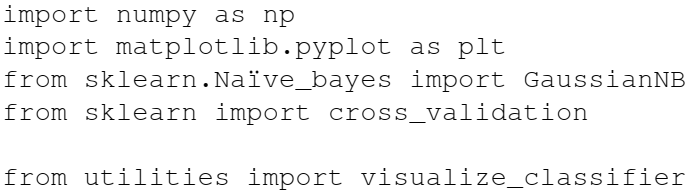 import numpy as np
import matplotlib.pyplot as plt
from sklearn.Naïve_bayes import GaussianNB
from sklearn import cross_validation
from utilities import visualize_classifier